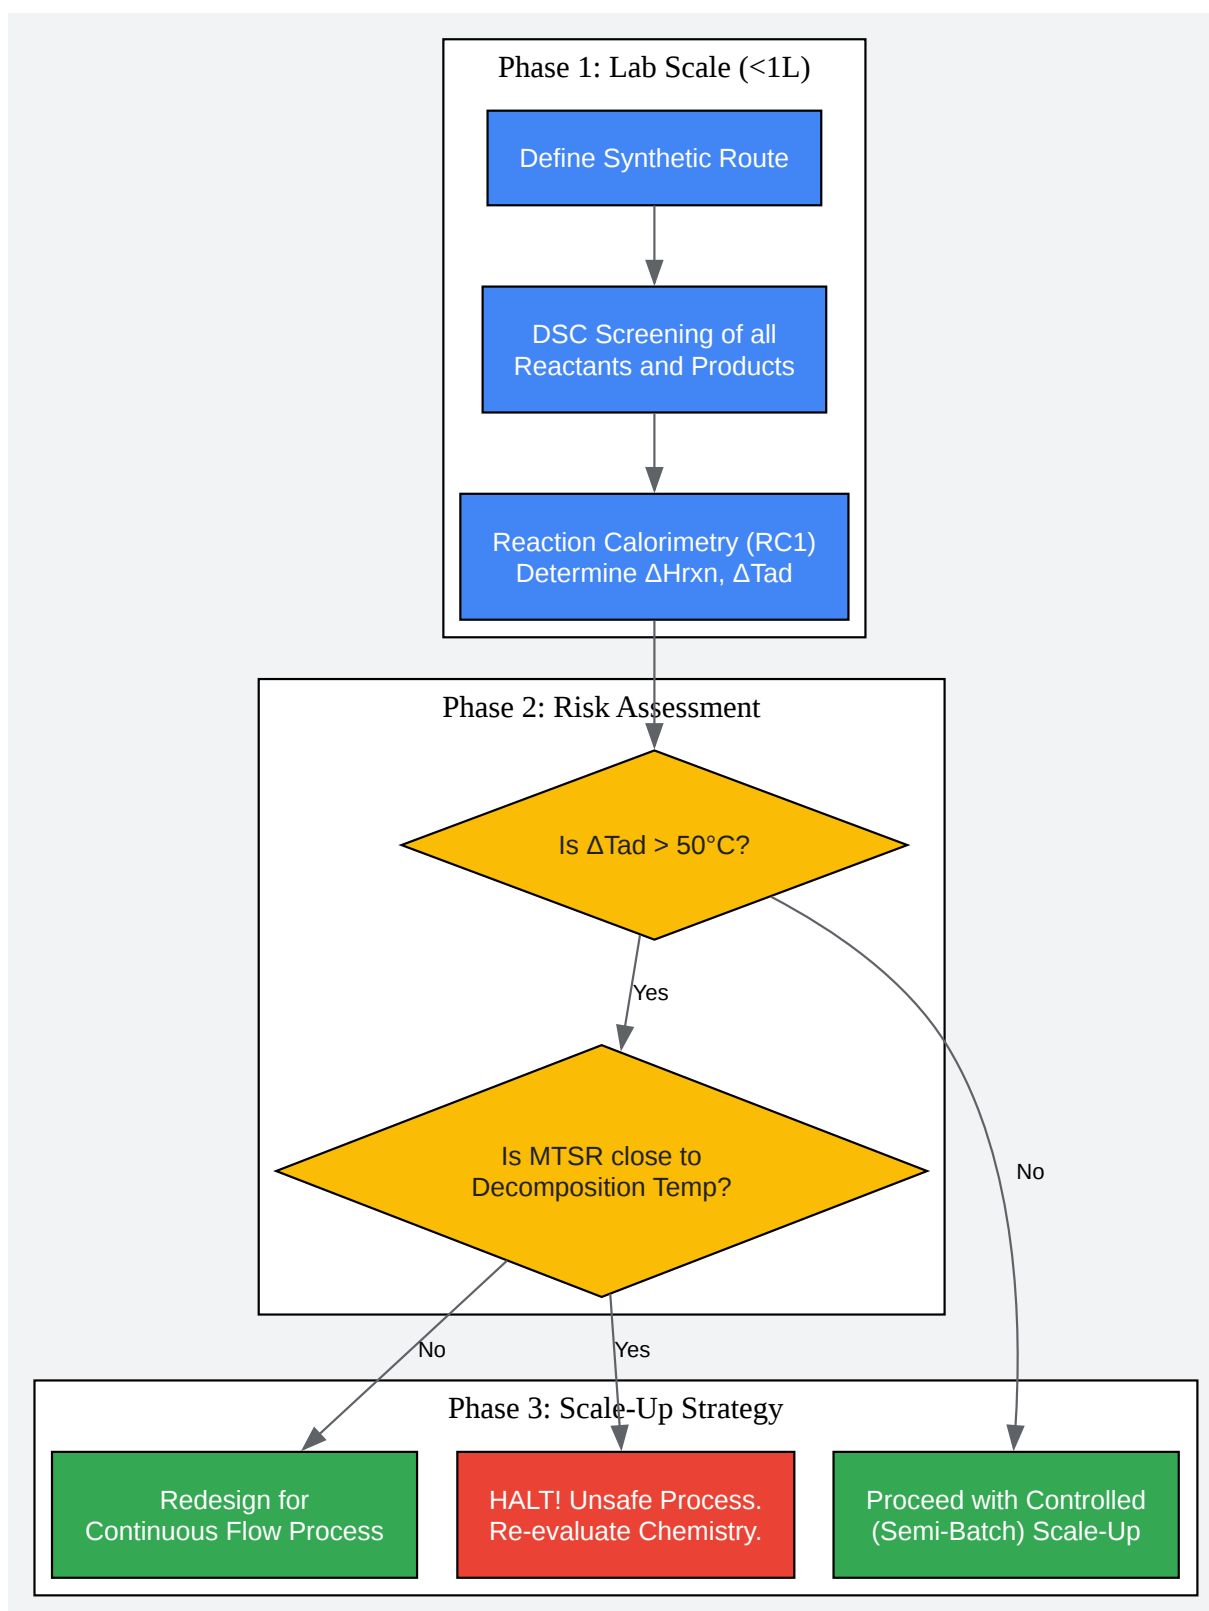 Phase 1: Lab Scale (<1L)
Define Synthetic Route
DSC Screening of all
Reactants and Products
Reaction Calorimetry (RC1)
Determine ΔHrxn, ΔTad
Phase 2: Risk Assessment
Is ΔTad > 50°C?
Yes
Is MTSR close to
Decomposition Temp?
No
No
Yes
Phase 3: Scale-Up Strategy
Redesign for
Continuous Flow Process
HALT! Unsafe Process.
Re-evaluate Chemistry.
Proceed with Controlled
(Semi-Batch) Scale-Up